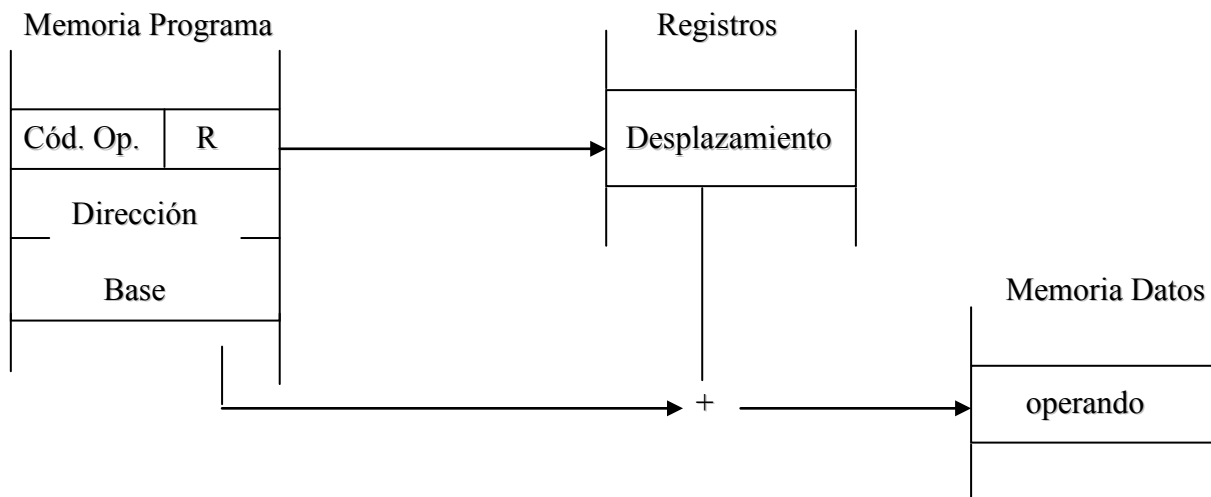 Memoria Programa
Registros
Cód. Op.
R
Desplazamiento
Dirección
Base
Memoria Datos
+
operando